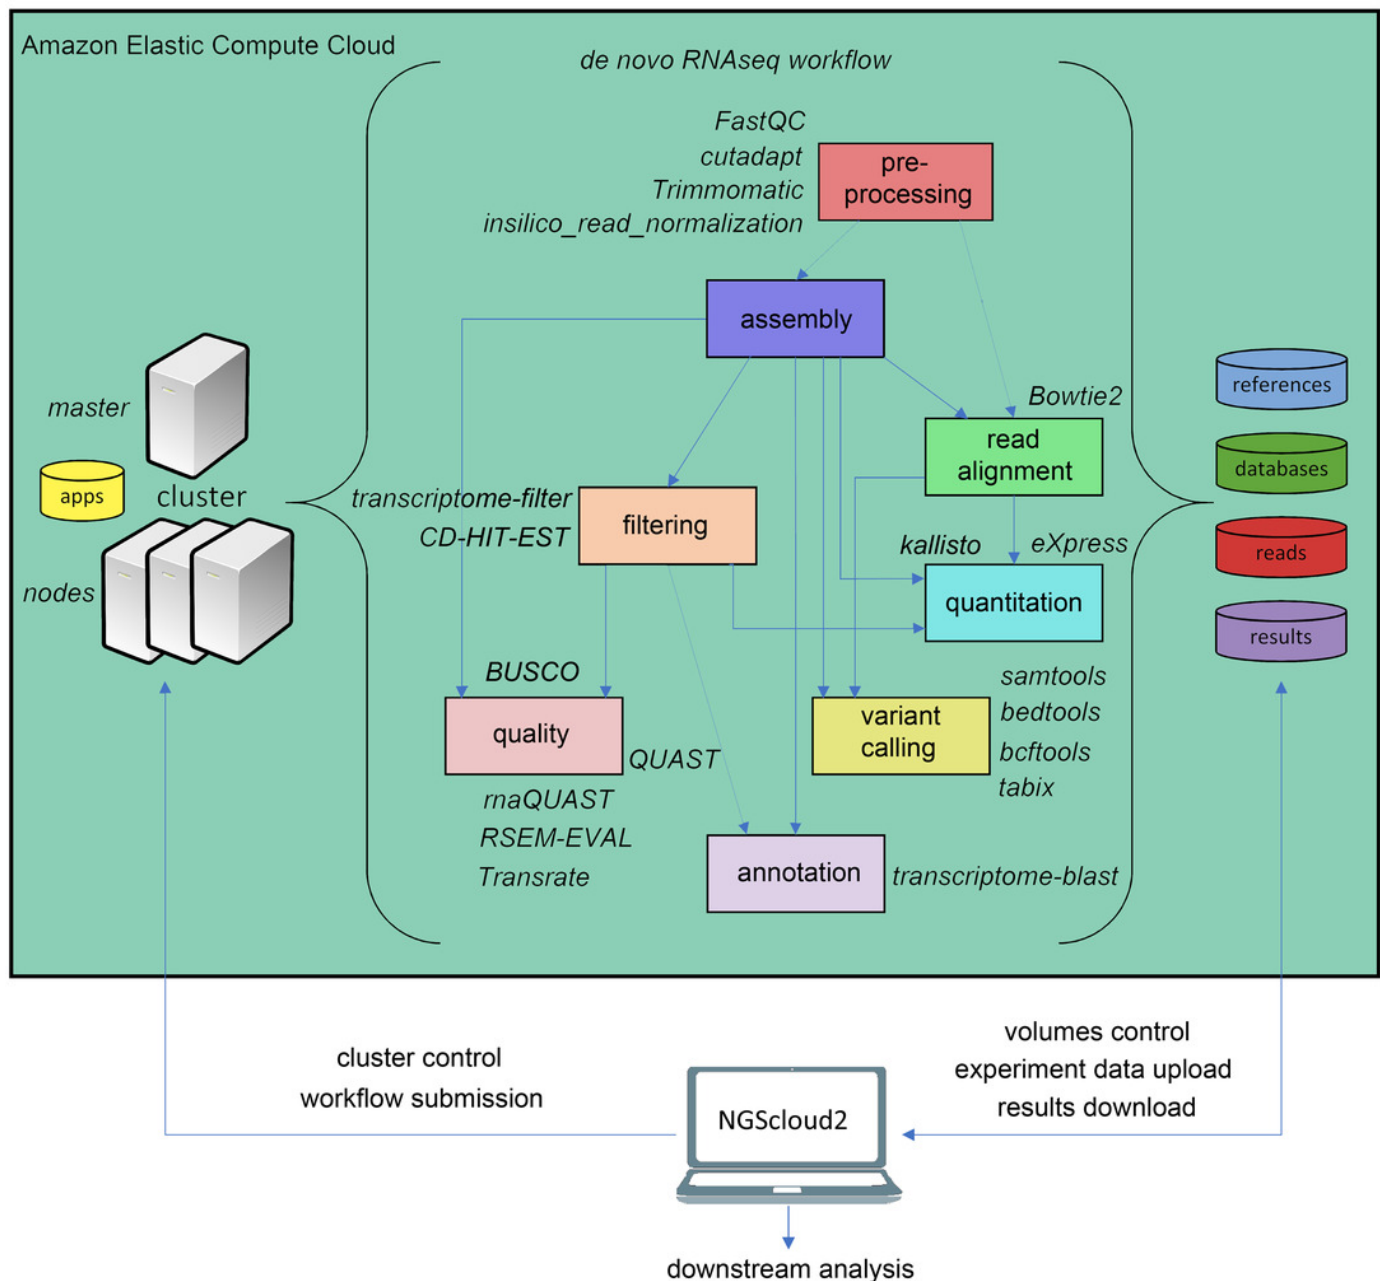 Amazon Elastic Compute Cloud
de novo RNAseq workflow
FastQC
cutadapt
Trimmomatic
insilico_read_normalization
pre-
processing
assembly
master
apps
cluster
nodes
Bowtie2
read
alignment
transcriptome-filter
CD-HIT-EST
filtering
kallisto
eXpress
quantitation
BUSCO
quality
QUAST
rnaQUAST
RSEM-EVAL
Transrate
variant
calling
samtools
bedtools
bcftools
tabix
annotation
transcriptome-blast
references
databases
reads
results
cluster control
workflow submission
NGScloud2
volumes control
experiment data upload
results download
downstream analysis